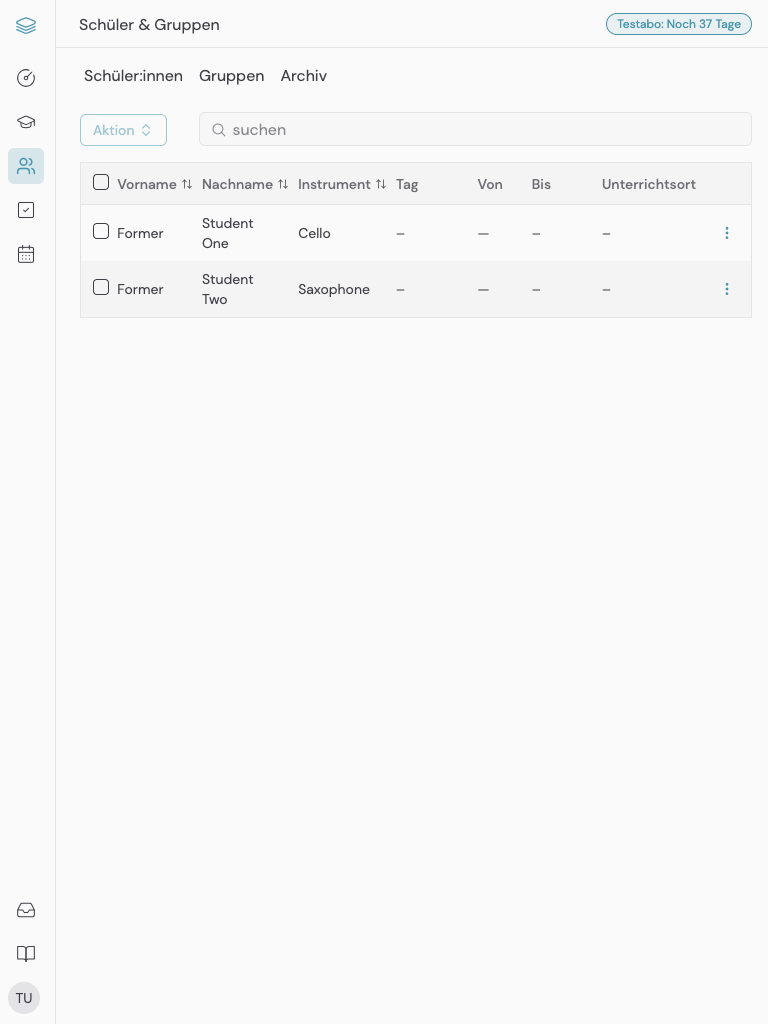 Schüler & Gruppen
Testabo: Noch 37 Tage
Schüler:innen Gruppen Archiv
Aktion
suchen
Vorname Nachname Instrument Tag Von Bis Unterrichtsort
Former Student One Cello – — – –
Former Student Two Saxophone – — – –
TU